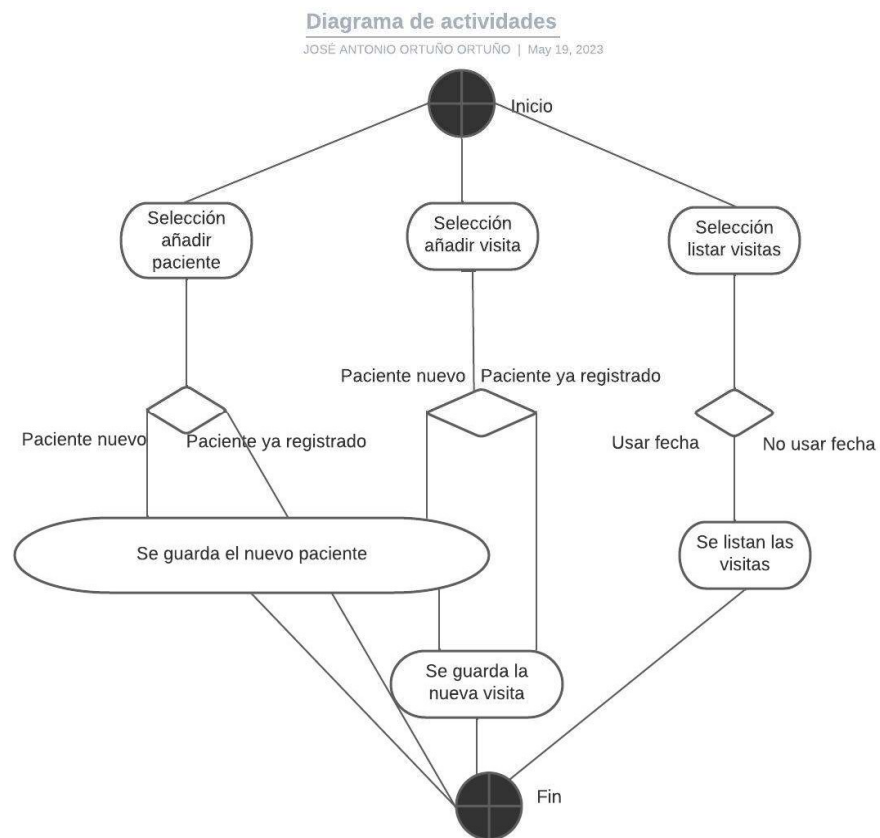 Diagrama de actividades
JOSÉ ANTONIO ORTUÑO ORTUÑO | May 19, 2023
Inicio
Selección
añadir
paciente
Selección
añadir visita
Selección
listar visitas
Paciente nuevo
Paciente ya registrado
Paciente nuevo
Paciente ya registrado
Usar fecha
No usar fecha
Se guarda el nuevo paciente
Se listan las
visitas
Se guarda la
nueva visita
Fin